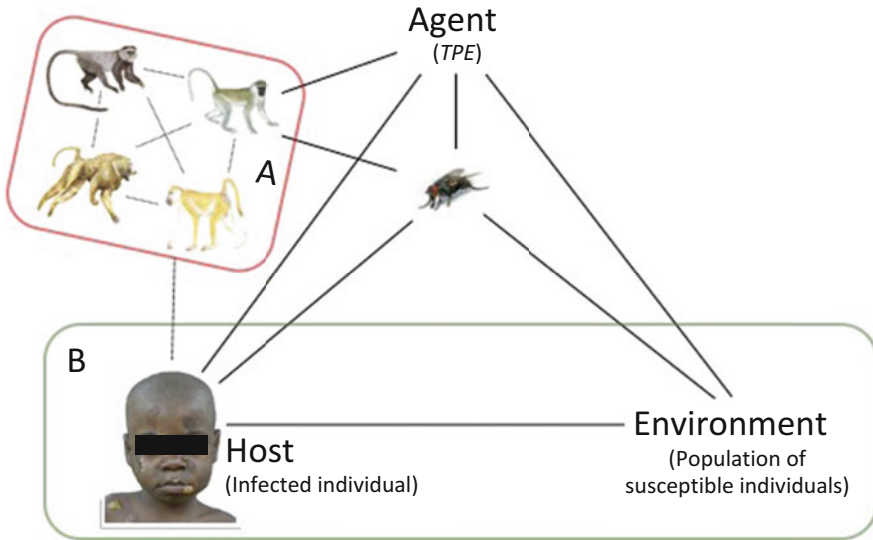 Agent
(TPE)
A
B
Host
(Infected individual)
Environment
(Population of
susceptible individuals)